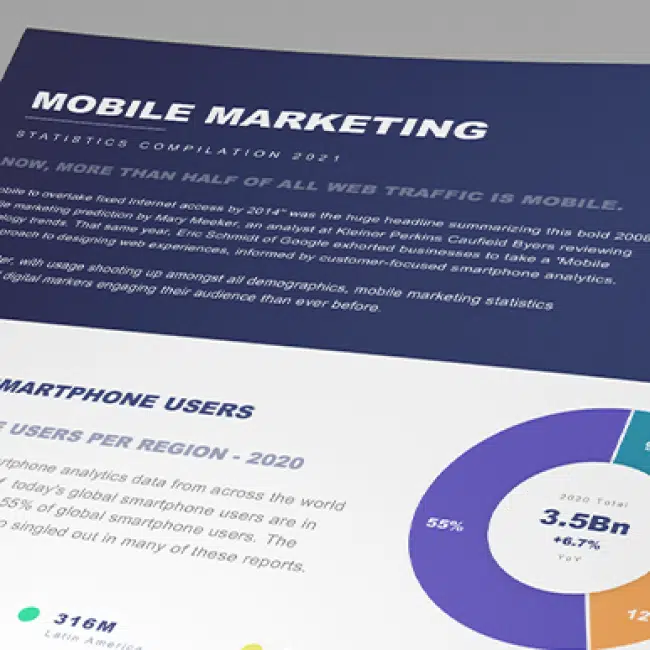 MOBILE MARKETING
STATISTICS COMPILATION 2021
NOW, MORE THAN HALF OF ALL WEB TRAFFIC IS MOBILE.
obile to overtake fixed Internet access by 2014" was the huge headline summarizing this bold 2008
le marketing prediction by Mary Meeker, an analyst at Kleiner Perkins Caufield Byers reviewing
ology trends. That same year, Eric Schmidt of Google exhorted businesses to take a 'Mobile
proach to designing web experiences, informed by customer-focused smartphone analytics.
ter, with usage shooting up amongst all demographics, mobile marketing statistics
digital markers engaging their audience than ever before.
SMARTPHONE USERS
E USERS PER REGION - 2020
rtphone analytics data from across the world
f today's global smartphone users are in
55% of global smartphone users. The
o singled out in many of these reports.
316M
Latin America
55%
2020 Total
3.5Bn
+6.7%
YoY
12